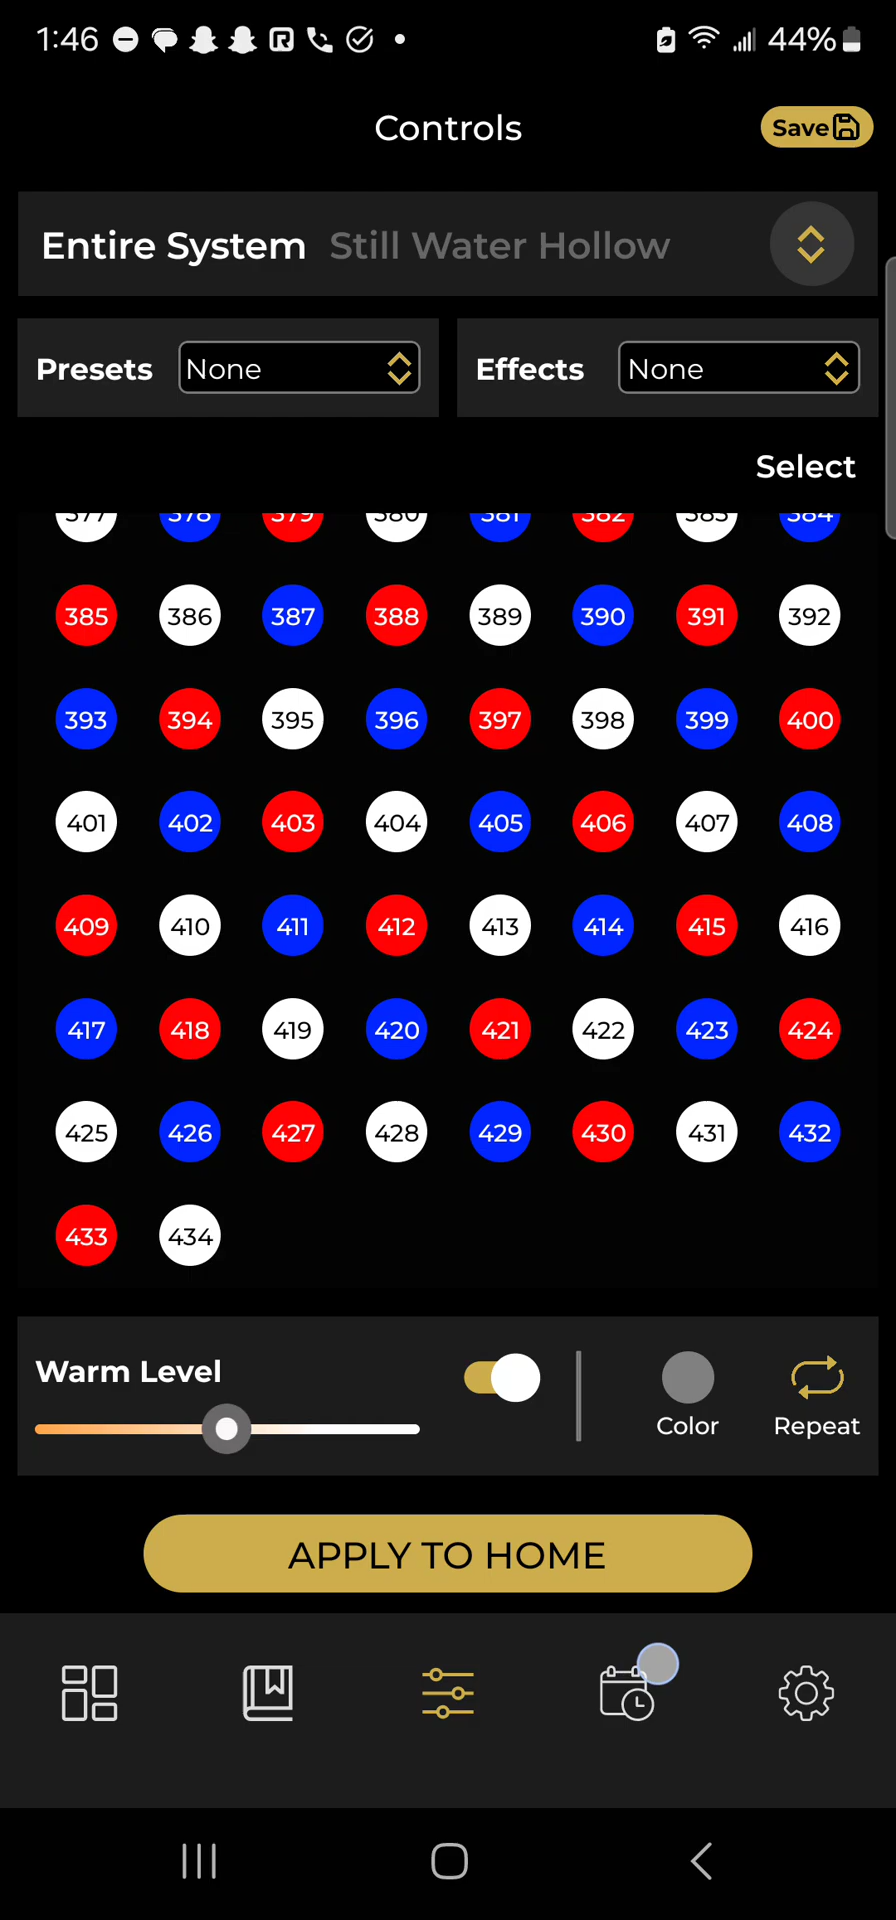 1:46 44%
Controls
Save
Entire System Still Water Hollow
Presets None Effects None
Select
377 378 379 380 381 382 383 384
385 386 387 388 389 390 391 392
393 394 395 396 397 398 399 400
401 402 403 404 405 406 407 408
409 410 411 412 413 414 415 416
417 418 419 420 421 422 423 424
425 426 427 428 429 430 431 432
433 434
Warm Level
Color Repeat
APPLY TO HOME